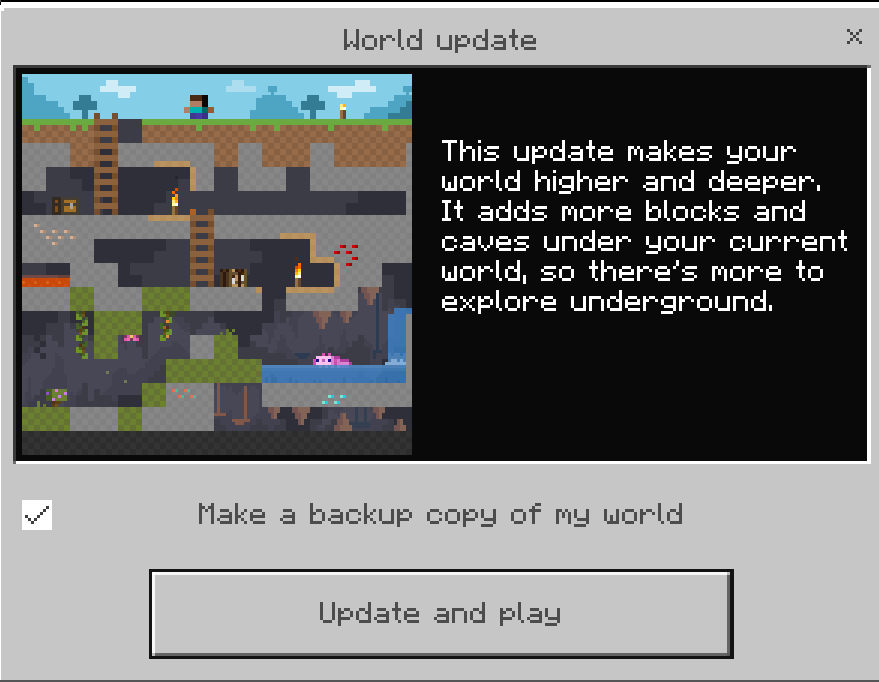 World update
This update makes your
world higher and deeper.
It adds more blocks and
caves under your current
world, so there's more to
explore underground.
Make a backup copy of my world
Update and play